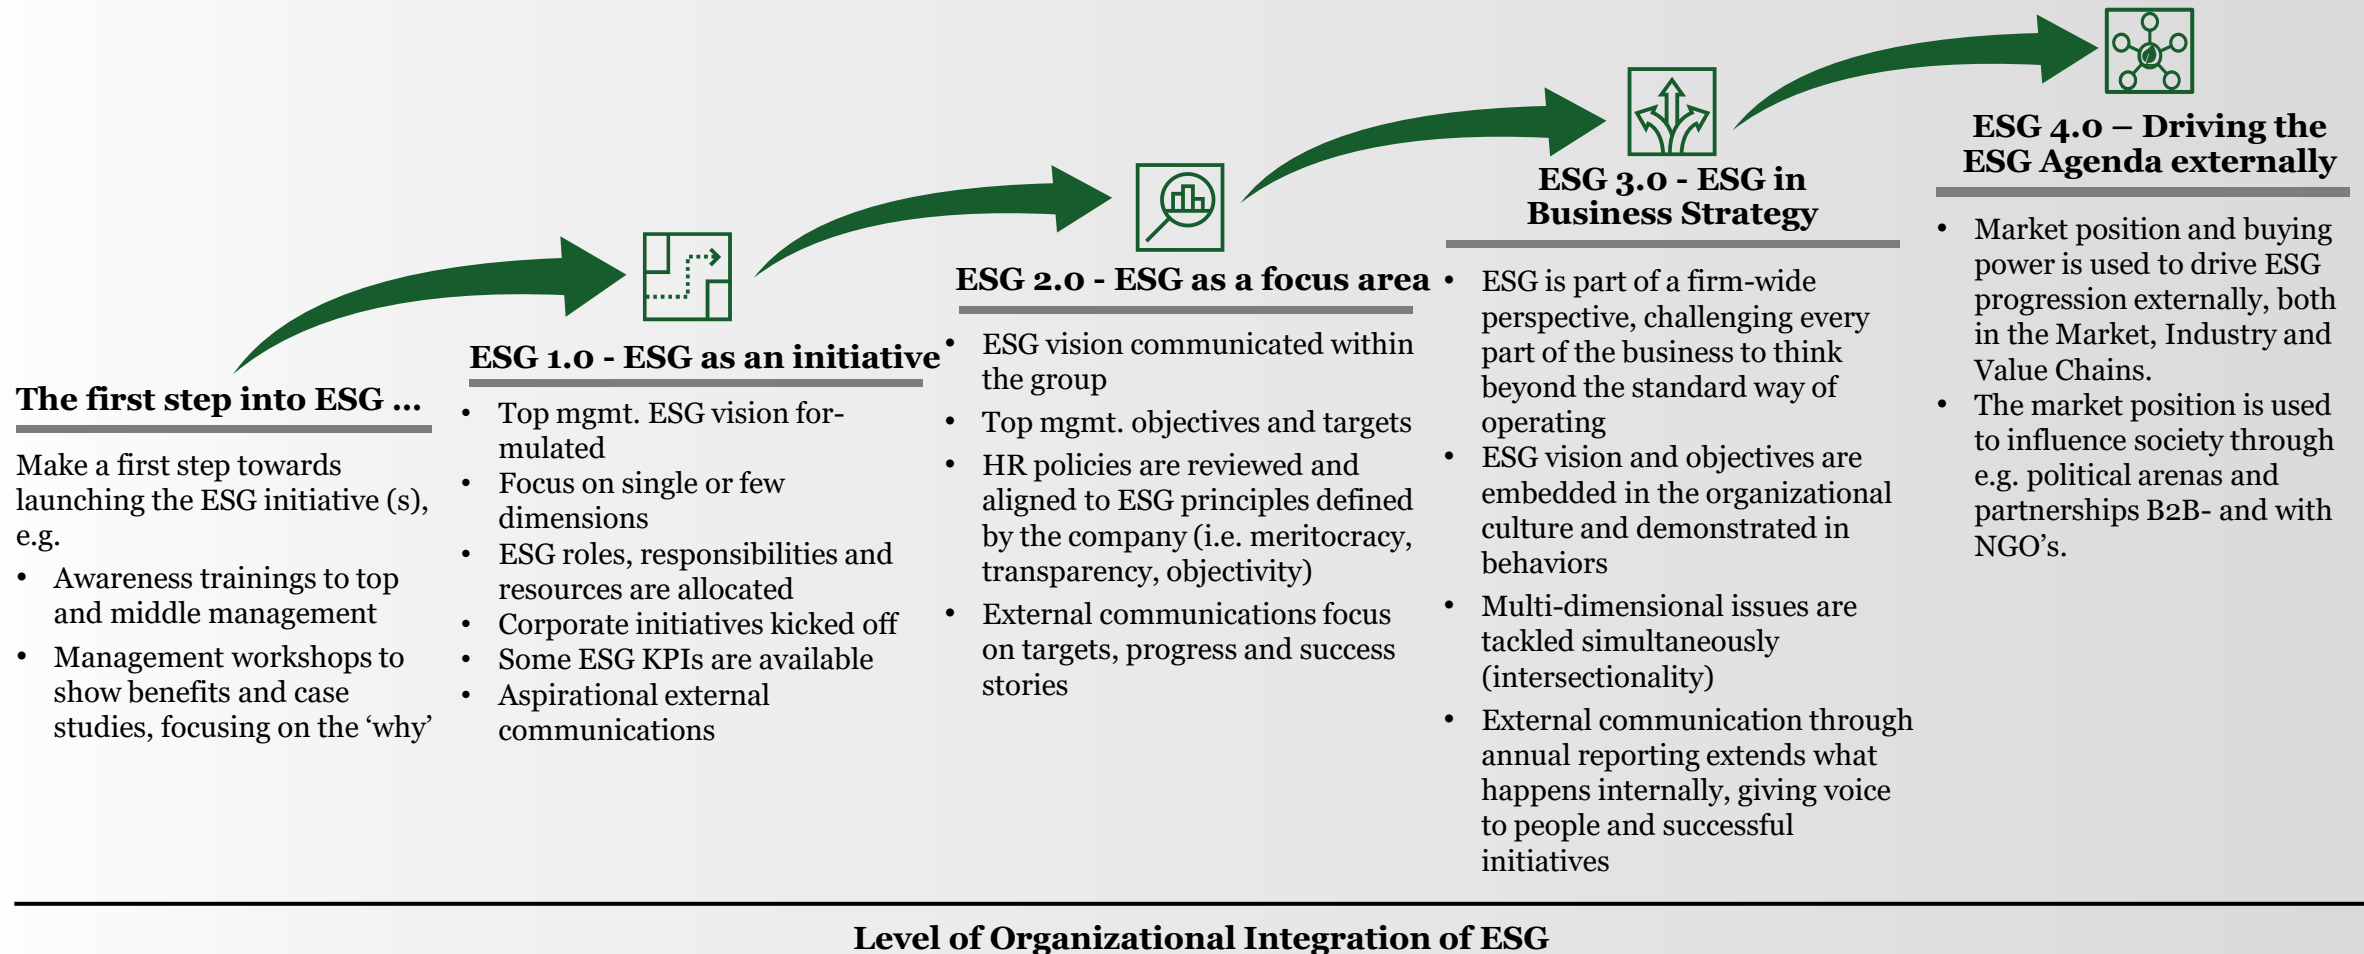 The first step into ESG ...
Make a first step towards
launching the ESG initiative (s),
e.g.
• Awareness trainings to top
and middle management
• Management workshops to
show benefits and case
studies, focusing on the ‘why’
ESG 1.0 - ESG as an initiative
• Top mgmt. ESG vision for-
mulated
• Focus on single or few
dimensions
• ESG roles, responsibilities and
resources are allocated
• Corporate initiatives kicked off
• Some ESG KPIs are available
• Aspirational external
communications
ESG 2.0 - ESG as a focus area
• ESG vision communicated within
the group
• Top mgmt. objectives and targets
• HR policies are reviewed and
aligned to ESG principles defined
by the company (i.e. meritocracy,
transparency, objectivity)
• External communications focus
on targets, progress and success
stories
ESG 3.0 - ESG in
Business Strategy
• ESG is part of a firm-wide
perspective, challenging every
part of the business to think
beyond the standard way of
operating
• ESG vision and objectives are
embedded in the organizational
culture and demonstrated in
behaviors
• Multi-dimensional issues are
tackled simultaneously
(intersectionality)
• External communication through
annual reporting extends what
happens internally, giving voice
to people and successful
initiatives
ESG 4.0 – Driving the
ESG Agenda externally
• Market position and buying
power is used to drive ESG
progression externally, both
in the Market, Industry and
Value Chains.
• The market position is used
to influence society through
e.g. political arenas and
partnerships B2B- and with
NGO’s.
Level of Organizational Integration of ESG